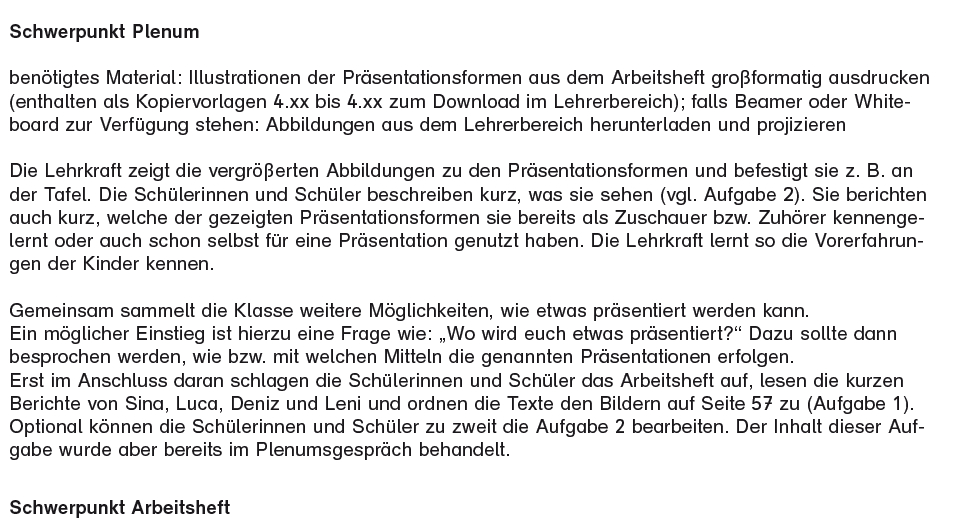 Schwerpunkt Plenum
benötigtes Material: Illustrationen der Präsentationsformen aus dem Arbeitsheft großformatig ausdrucken
(enthalten als Kopiervorlagen 4.xx bis 4.xx zum Download im Lehrerbereich); falls Beamer oder White-
board zur Verfügung stehen: Abbildungen aus dem Lehrerbereich herunterladen und projizieren
Die Lehrkraft zeigt die vergrößerten Abbildungen zu den Präsentationsformen und befestigt sie z. B. an
der Tafel. Die Schülerinnen und Schüler beschreiben kurz, was sie sehen (vgl. Aufgabe 2). Sie berichten
auch kurz, welche der gezeigten Präsentationsformen sie bereits als Zuschauer bzw. Zuhörer kennenge-
lernt oder auch schon selbst für eine Präsentation genutzt haben. Die Lehrkraft lernt so die Vorerfahrun-
gen der Kinder kennen.
Gemeinsam sammelt die Klasse weitere Möglichkeiten, wie etwas präsentiert werden kann.
Ein möglicher Einstieg ist hierzu eine Frage wie: „Wo wird euch etwas präsentiert?“ Dazu sollte dann
besprochen werden, wie bzw. mit welchen Mitteln die genannten Präsentationen erfolgen.
Erst im Anschluss daran schlagen die Schülerinnen und Schüler das Arbeitsheft auf, lesen die kurzen
Berichte von Sina, Luca, Deniz und Leni und ordnen die Texte den Bildern auf Seite 57 zu (Aufgabe 1).
Optional können die Schülerinnen und Schüler zu zweit die Aufgabe 2 bearbeiten. Der Inhalt dieser Auf-
gabe wurde aber bereits im Plenumsgespräch behandelt.
Schwerpunkt Arbeitsheft